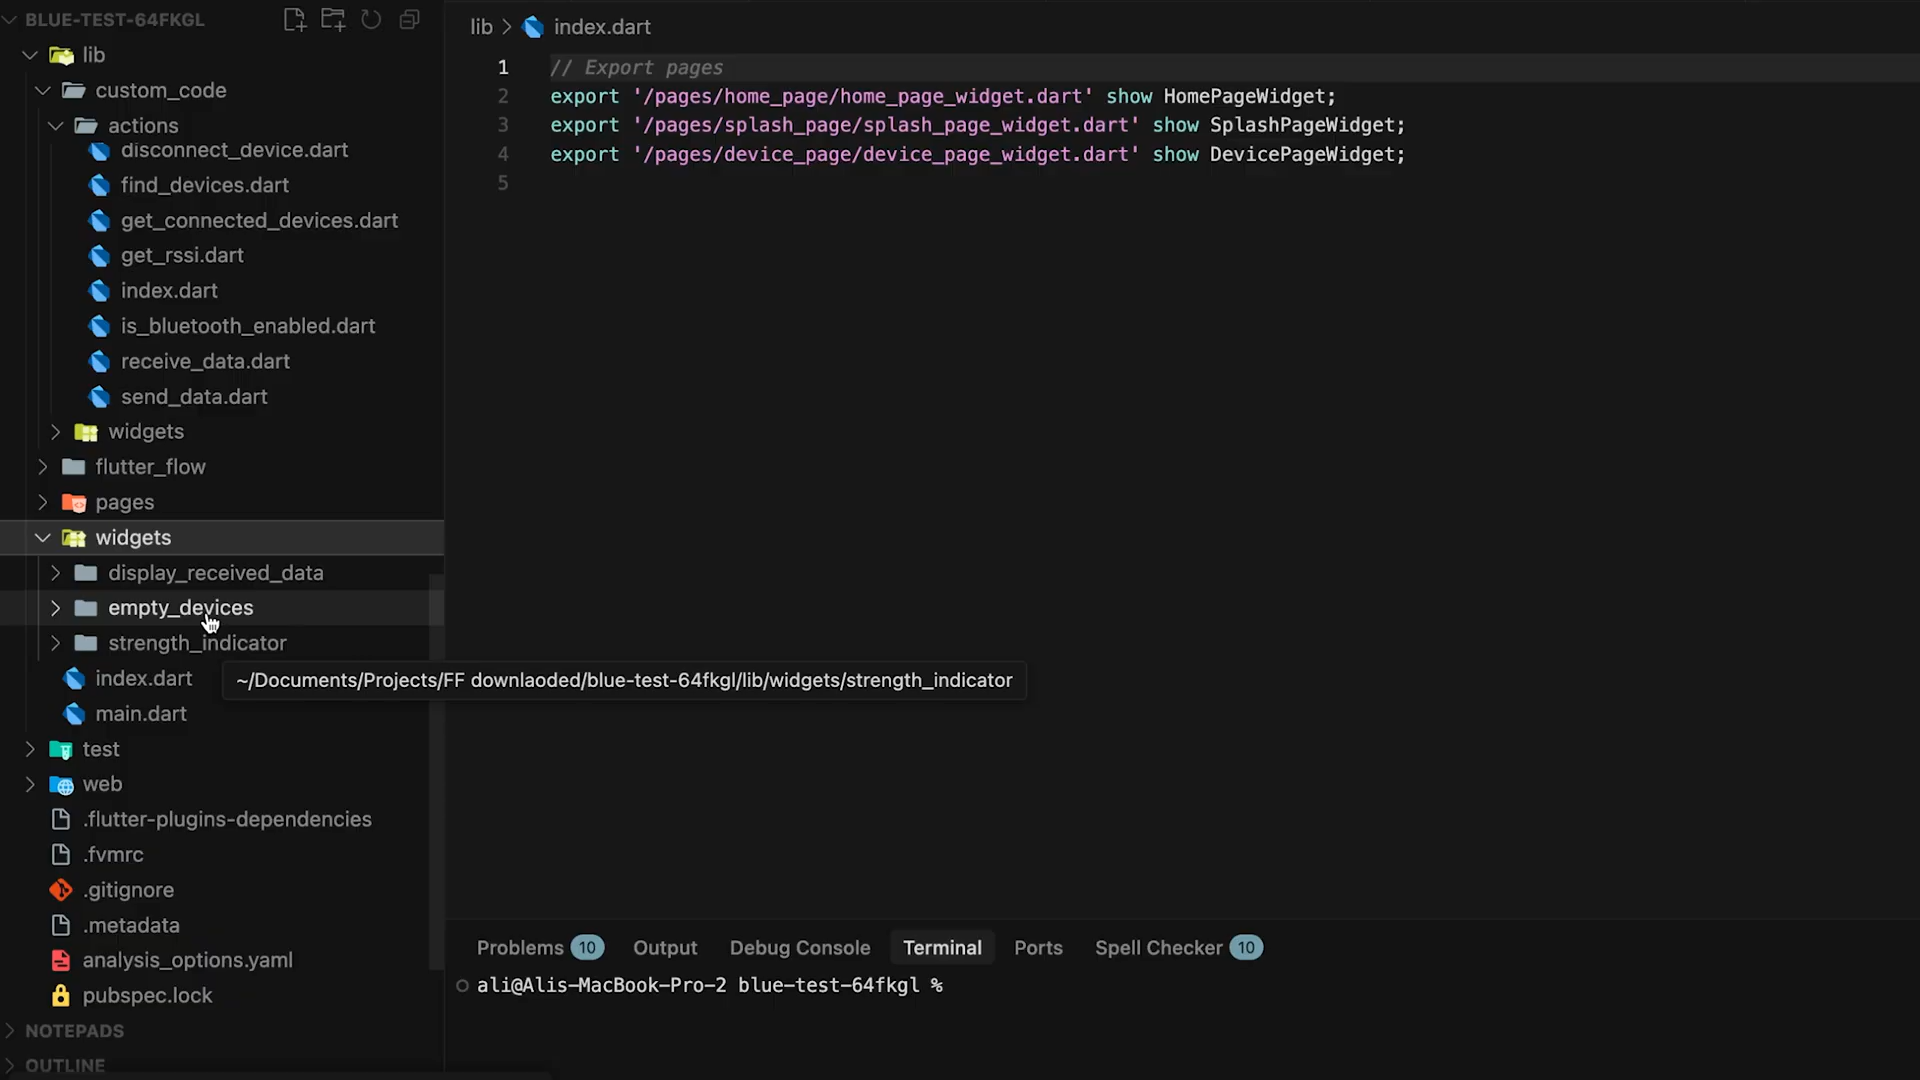 BLUE-TEST-64FKGL
lib
custom_code
actions
disconnect_device.dart
find_devices.dart
get_connected_devices.dart
get_rssi.dart
index.dart
is_bluetooth_enabled.dart
receive_data.dart
send_data.dart
widgets
flutter_flow
pages
widgets
display_received_data
empty_devices
strength_indicator
index.dart
main.dart
test
web
.flutter-plugins-dependencies
.fvmrc
.gitignore
.metadata
analysis_options.yaml
pubspec.lock
NOTEPADS
OUTLINE
~/Documents/Projects/FF downlaoded/blue-test-64fkgl/lib/widgets/strength_indicator
lib > index.dart
1 // Export pages
2 export '/pages/home_page/home_page_widget.dart' show HomePageWidget;
3 export '/pages/splash_page/splash_page_widget.dart' show SplashPageWidget;
4 export '/pages/device_page/device_page_widget.dart' show DevicePageWidget;
5
Problems 10 Output Debug Console Terminal Ports Spell Checker 10
ali@Alis-MacBook-Pro-2 blue-test-64fkgl %